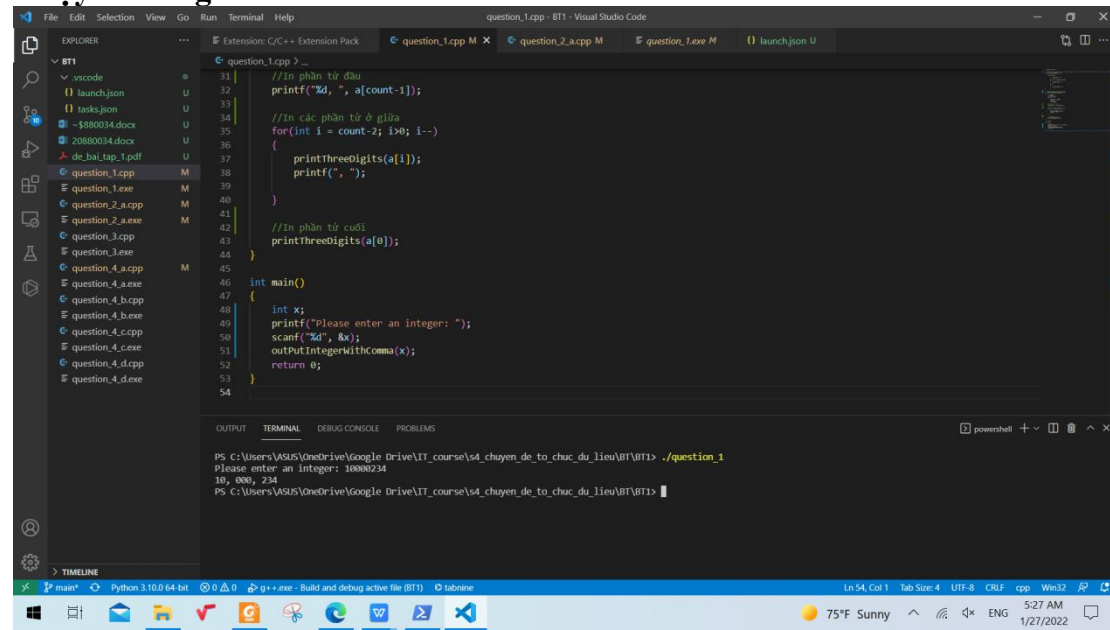 File Edit Selection View Go Run Terminal Help question_1.cpp - BT1 - Visual Studio Code
EXPLORER ··· Extension: C/C++ Extension Pack question_1.cpp M question_2_a.cpp M question_1.exe M launch.json U
BT1
.vscode
{} launch.json U
{} tasks.json U
~$880034.docx U
20880034.docx U
de_bai_tap_1.pdf U
question_1.cpp M
question_1.exe M
question_2_a.cpp M
question_2_a.exe M
question_3.cpp
question_3.exe
question_4_a.cpp M
question_4_a.exe
question_4_b.cpp
question_4_b.exe
question_4_c.cpp
question_4_c.exe
question_4_d.cpp
question_4_d.exe
TIMELINE
question_1.cpp > ...
31 //In phần tử đầu
32 printf("%d, ", a[count-1]);
33
34 //In các phần tử ở giữa
35 for(int i = count-2; i>0; i--)
36 {
37 printThreeDigits(a[i]);
38 printf(", ");
39
40 }
41
42 //In phần tử cuối
43 printThreeDigits(a[0]);
44 }
45
46 int main()
47 {
48 int x;
49 printf("Please enter an integer: ");
50 scanf("%d", &x);
51 outPutIntegerWithComma(x);
52 return 0;
53 }
54
OUTPUT TERMINAL DEBUG CONSOLE PROBLEMS powershell
PS C:\Users\ASUS\OneDrive\Google Drive\IT_course\s4_chuyen_de_to_chuc_du_lieu\BT\BT1> ./question_1
Please enter an integer: 10000234
10, 000, 234
PS C:\Users\ASUS\OneDrive\Google Drive\IT_course\s4_chuyen_de_to_chuc_du_lieu\BT\BT1>
main* Python 3.10.0 64-bit 0 0 g++.exe - Build and debug active file (BT1) tabnine Ln 54, Col 1 Tab Size: 4 UTF-8 CRLF cpp Win32
75°F Sunny ENG 5:27 AM
1/27/2022